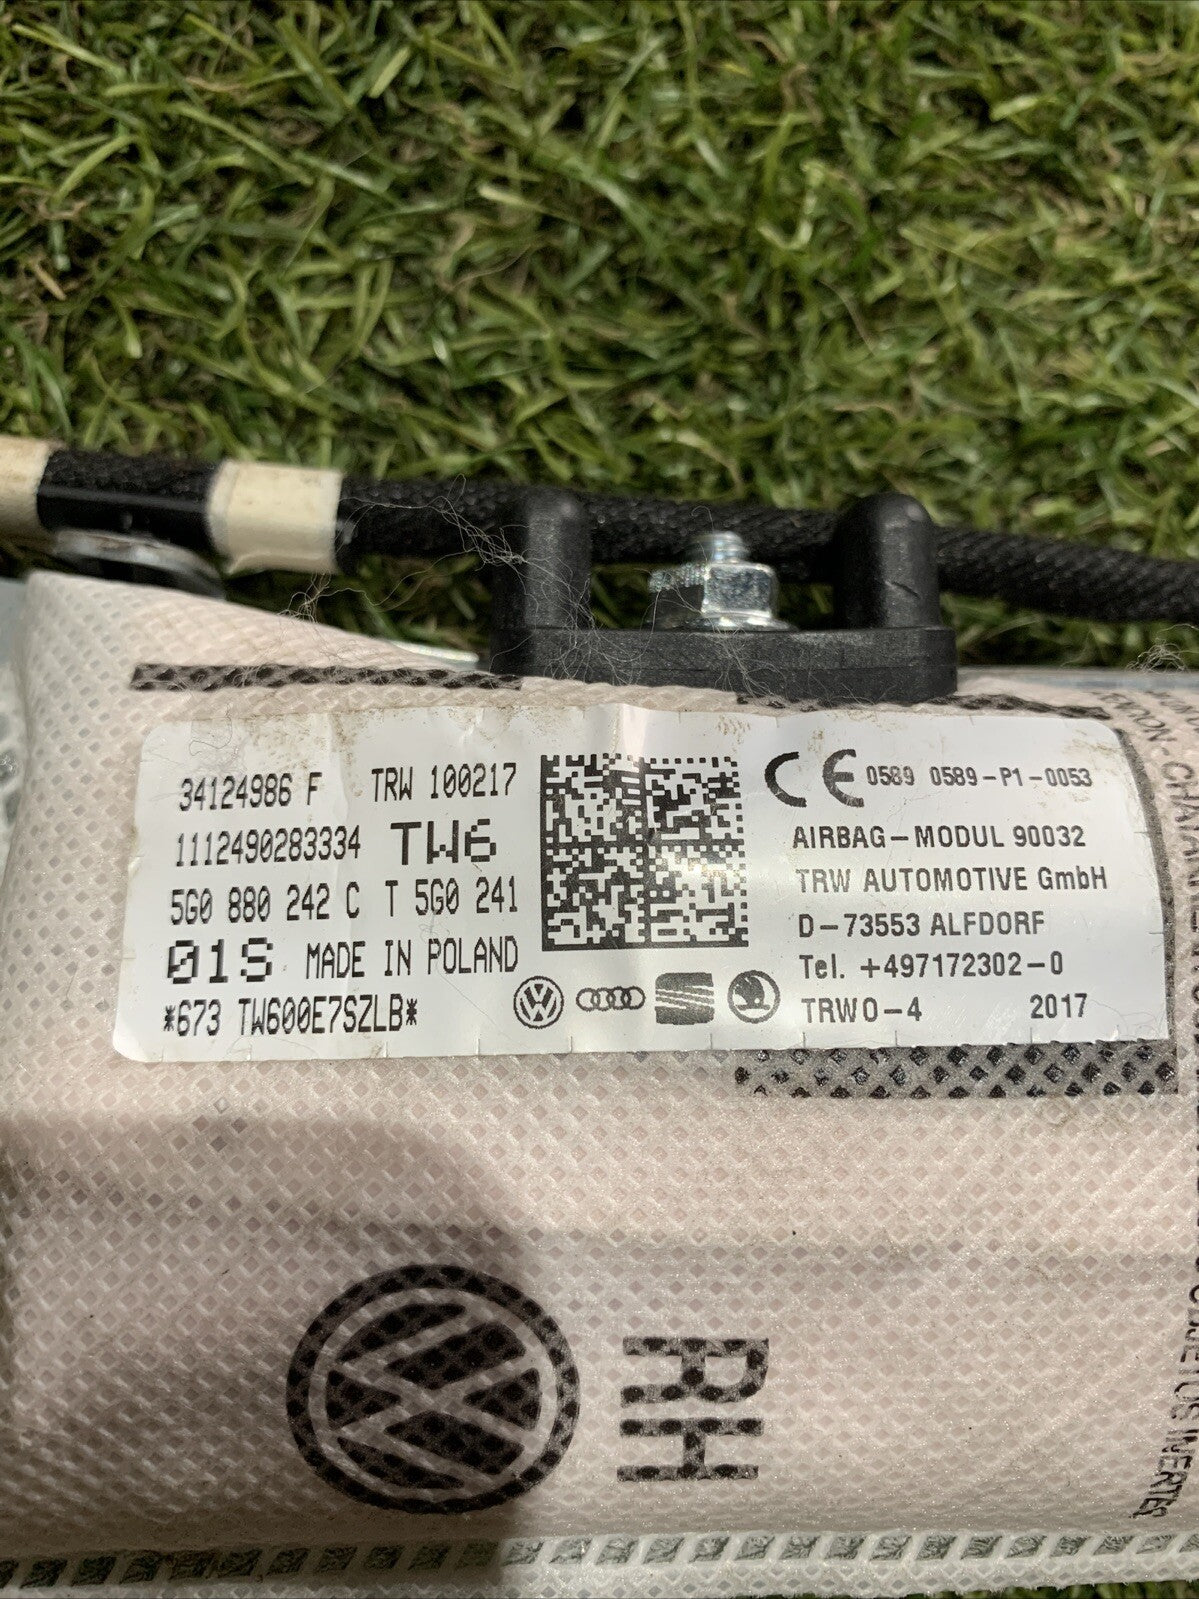 34124986 F TRW 100217
1112490283334 TW6
5G0 880 242 C T 5G0 241
01S MADE IN POLAND
*673 TW600E7SZLB*
CE 0589 0589-P1-0053
AIRBAG-MODUL 90032
TRW AUTOMOTIVE GmbH
D-73553 ALFDORF
Tel. +497172302-0
TRWO-4 2017
RH